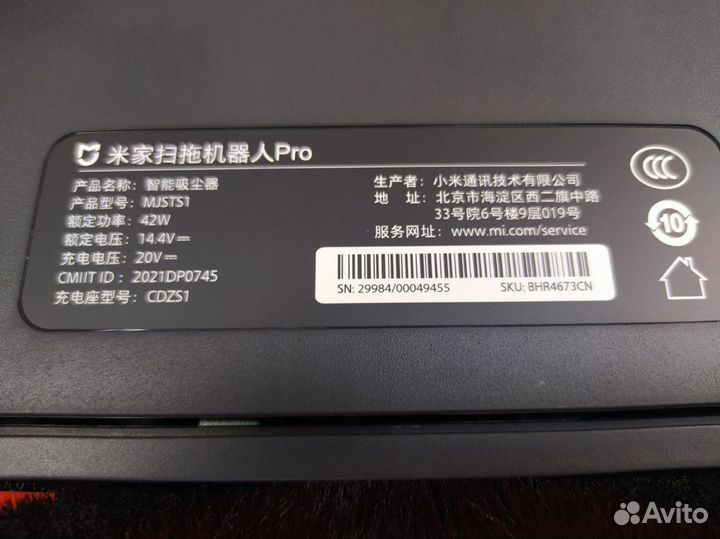 米家扫拖机器人Pro
产品名称: 智能吸尘器
产品型号: MJSTS1
额定功率: 42W
额定电压: 14.4V⎓
充电电压: 20V⎓
CMIIT ID : 2021DP0745
充电座型号: CDZS1
生产者: 小米通讯技术有限公司
地 址: 北京市海淀区西二旗中路
33号院6号楼9层019号
服务网址: www.mi.com/service
SN: 29984/00049455
SKU: BHR4673CN
CCC
10
Avito